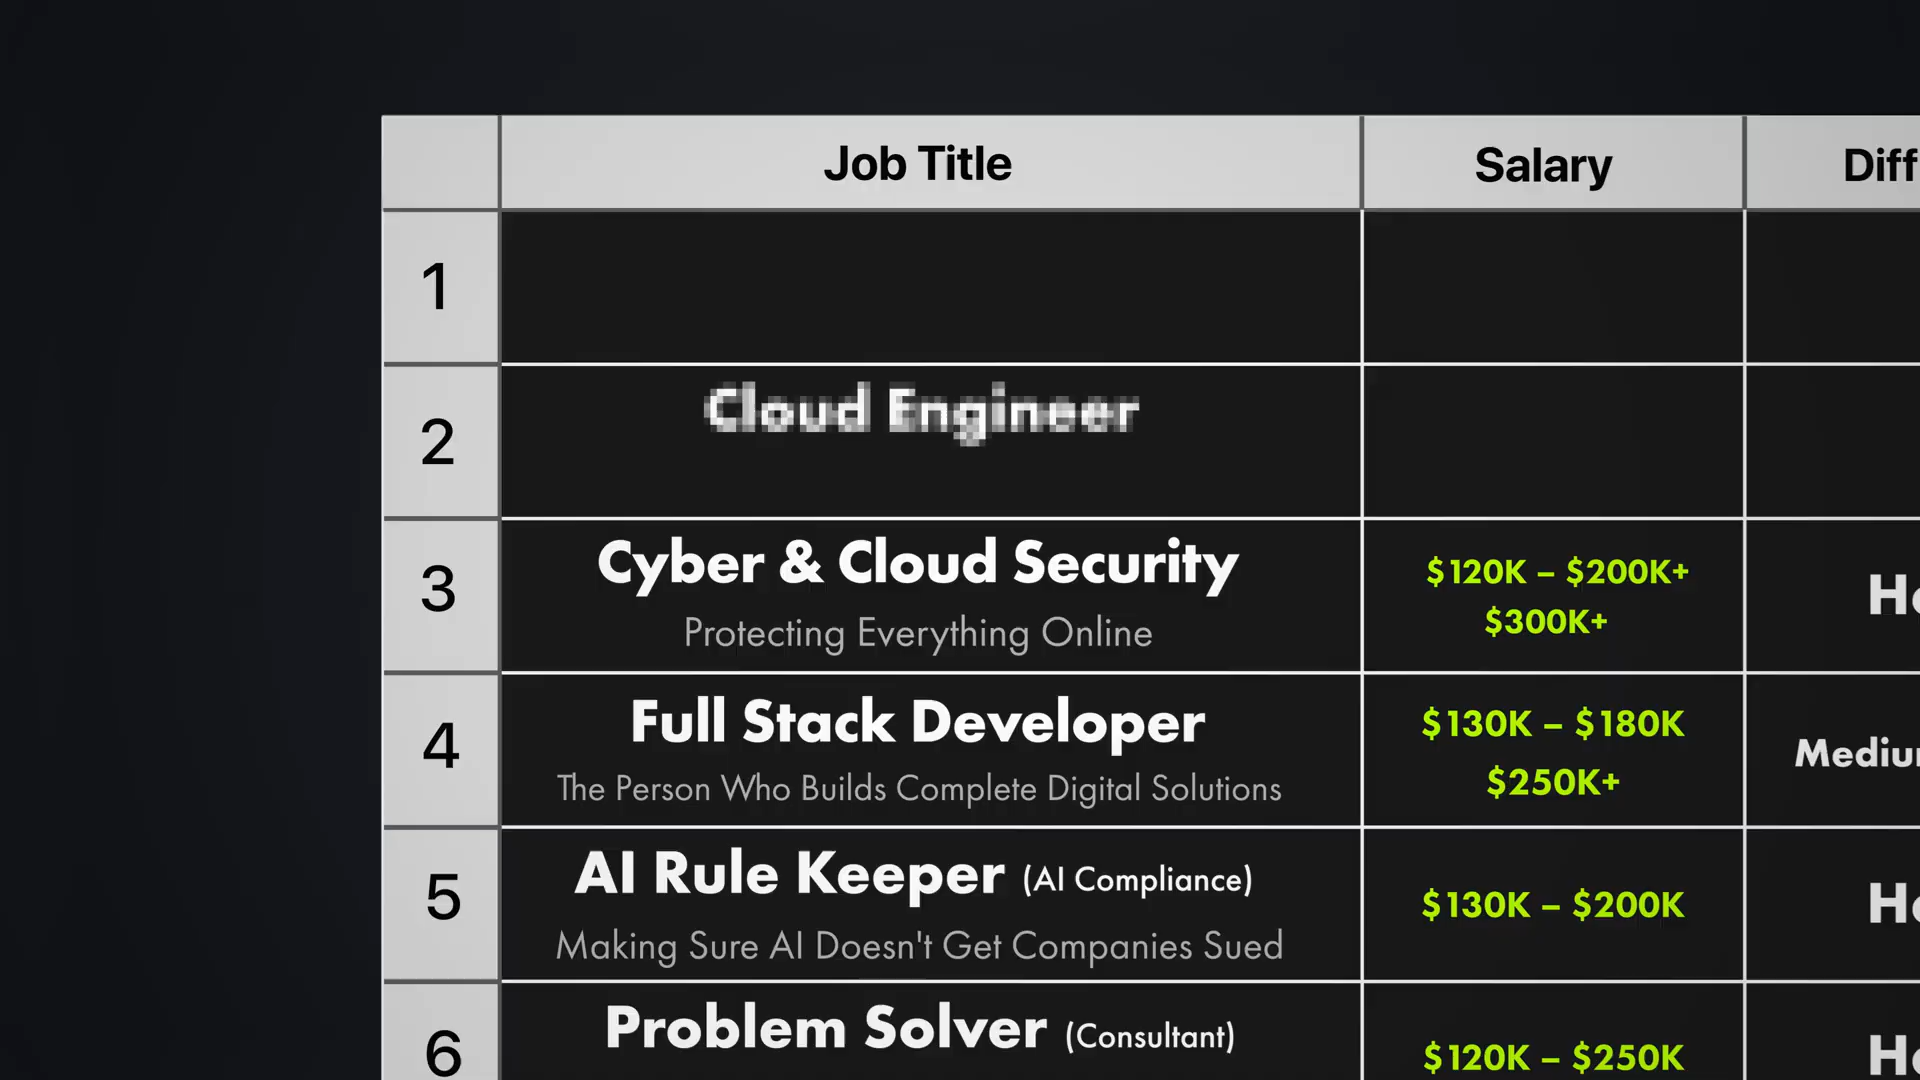 Job Title
Salary
Diff
1
2
Cloud Engineer
3
Cyber & Cloud Security
Protecting Everything Online
$120K – $200K+
$300K+
4
Full Stack Developer
The Person Who Builds Complete Digital Solutions
$130K – $180K
$250K+
Mediu
5
AI Rule Keeper (AI Compliance)
Making Sure AI Doesn't Get Companies Sued
$130K – $200K
6
Problem Solver (Consultant)
$120K – $250K